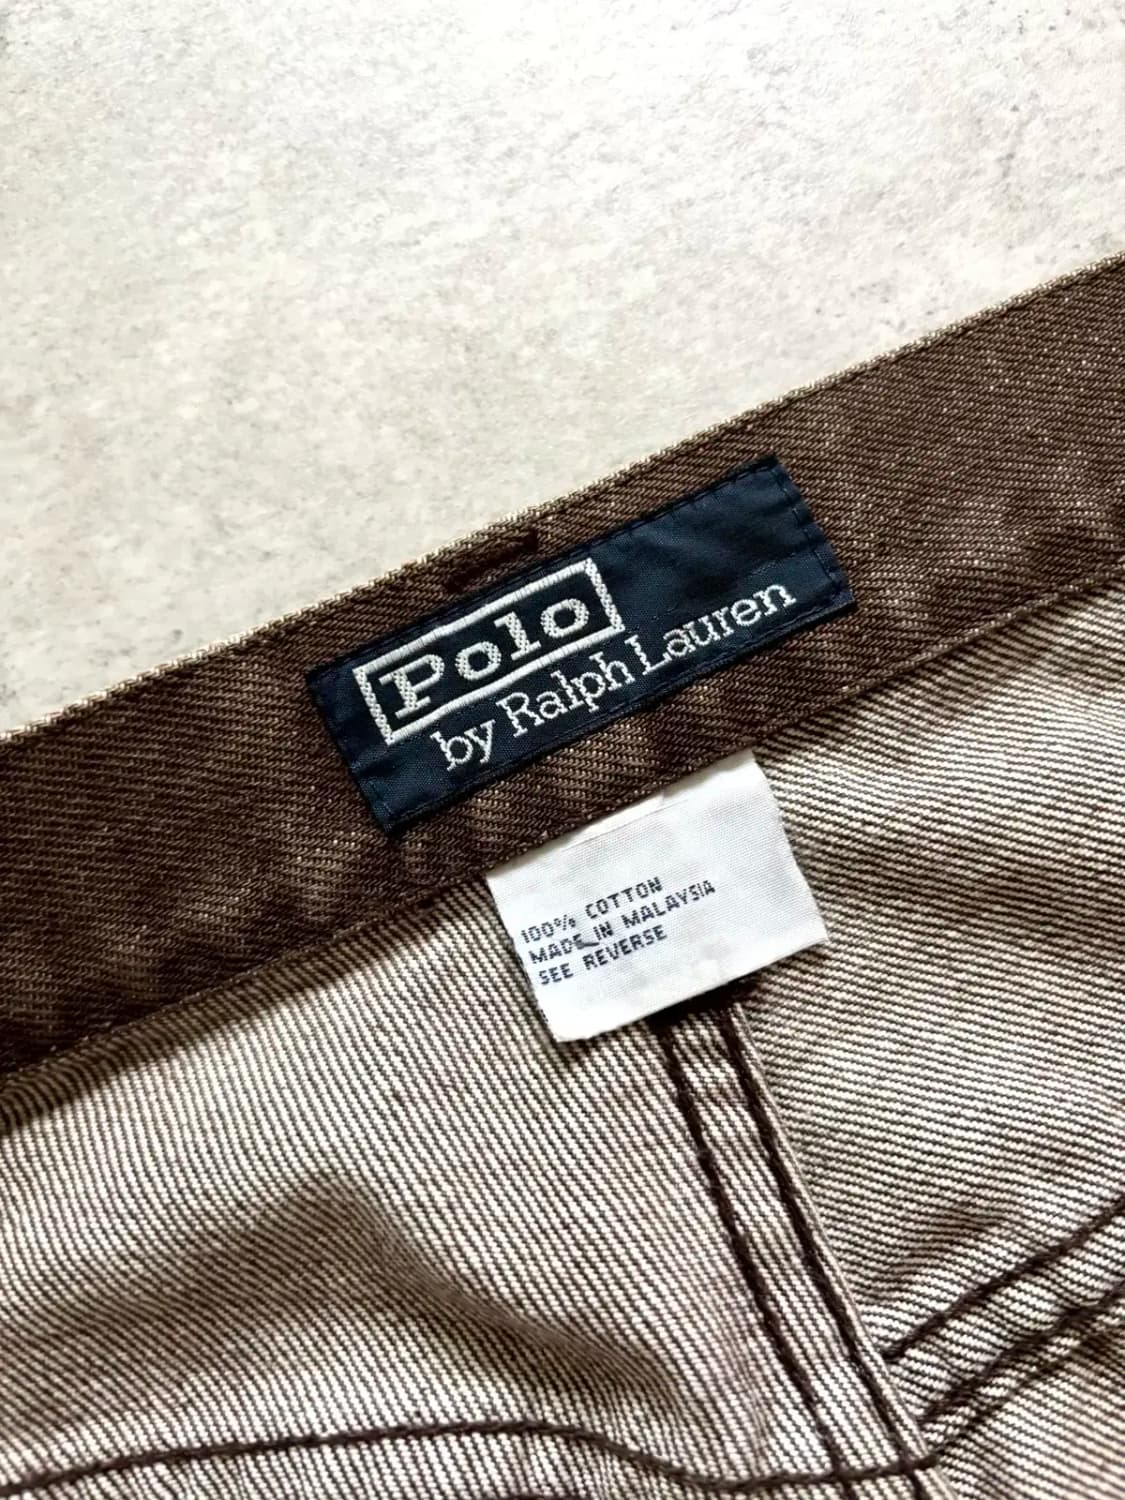 Polo
by Ralph Lauren
100% COTTON
MADE IN MALAYSIA
SEE REVERSE